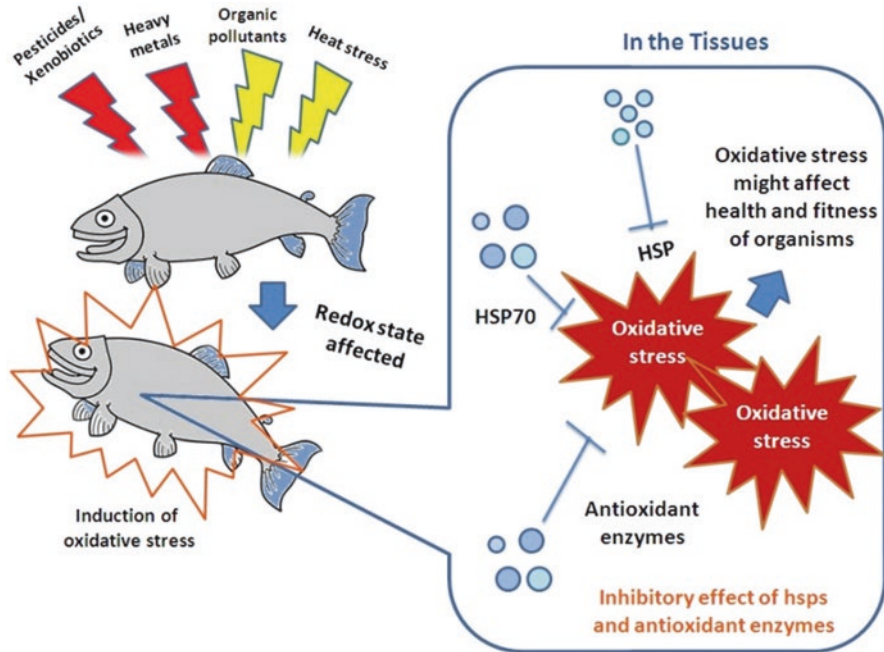 Pesticides/
Xenobiotics
Heavy
metals
Organic
pollutants
Heat stress
Redox state
affected
Induction of
oxidative stress
In the Tissues
Oxidative stress
might affect
health and fitness
of organisms
HSP
HSP70
Oxidative
stress
Oxidative
stress
Antioxidant
enzymes
Inhibitory effect of hsps
and antioxidant enzymes